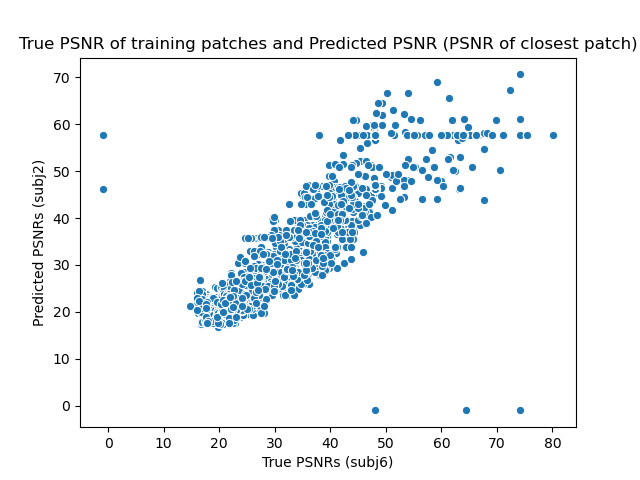 True PSNR of training patches and Predicted PSNR (PSNR of closest patch)
70
60
50
40
30
20
10
0
Predicted PSNRs (subj2)
0 10 20 30 40 50 60 70 80
True PSNRs (subj6)